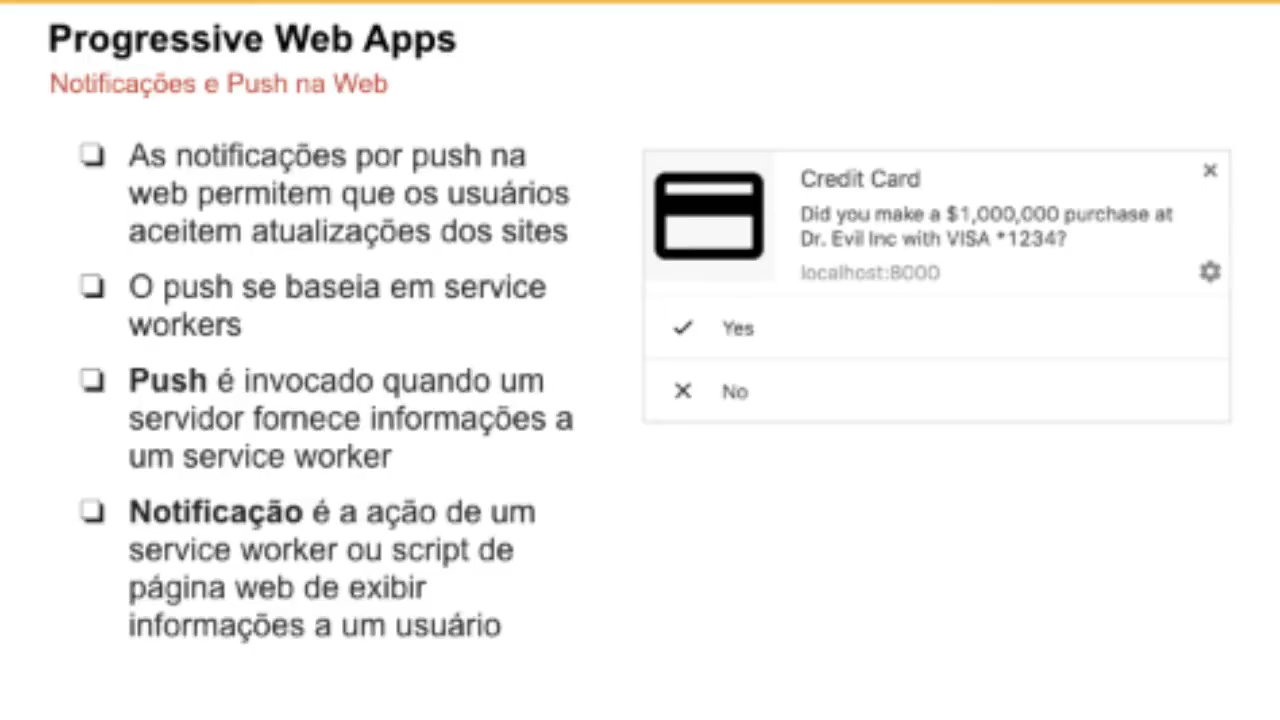 Progressive Web Apps
Notificações e Push na Web
As notificações por push na
web permitem que os usuários
aceitem atualizações dos sites
O push se baseia em service
workers
Push é invocado quando um
servidor fornece informações a
um service worker
Notificação é a ação de um
service worker ou script de
página web de exibir
informações a um usuário
Credit Card
Did you make a $1,000,000 purchase at
Dr. Evil Inc with VISA *1234?
localhost:8000
Yes
No